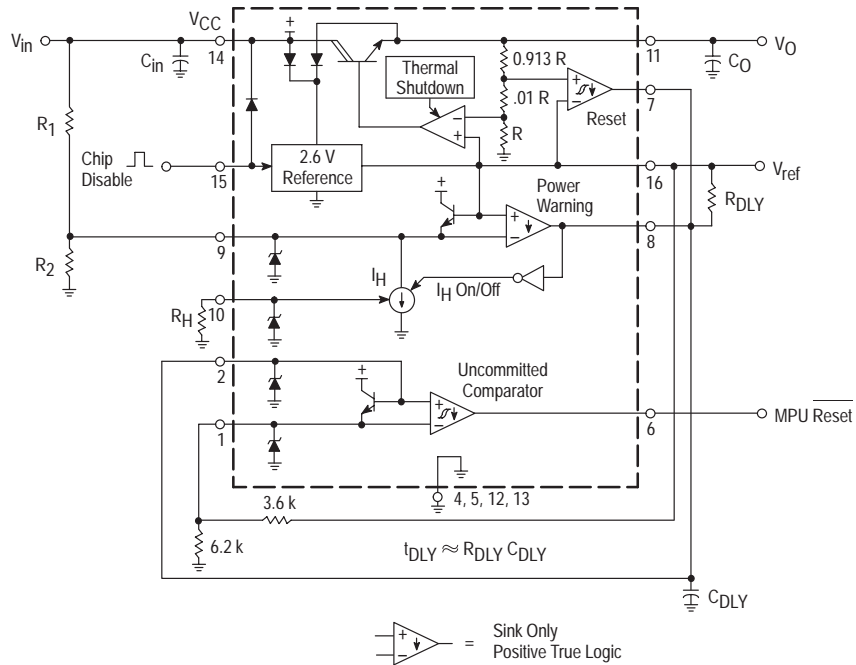 Vin
VCC
14
Cin
11
VO
CO
0.913 R
.01 R
R
Thermal
Shutdown
7
Reset
R1
Chip
Disable
15
2.6 V
Reference
16
Vref
RDLY
Power
Warning
8
9
R2
IH
IH On/Off
10
RH
2
Uncommitted
Comparator
6
MPU Reset
1
4, 5, 12, 13
3.6 k
6.2 k
tDLY ≈ RDLY CDLY
CDLY
= Sink Only
Positive True Logic